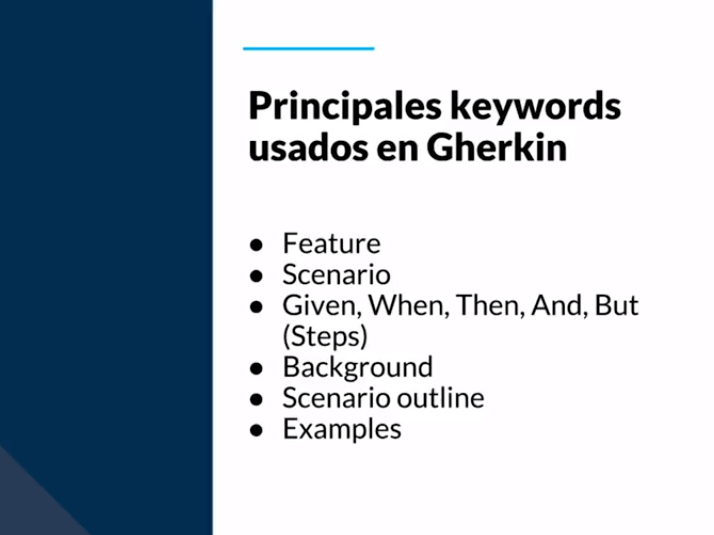 Principales keywords
usados en Gherkin
● Feature
● Scenario
● Given, When, Then, And, But
(Steps)
● Background
● Scenario outline
● Examples